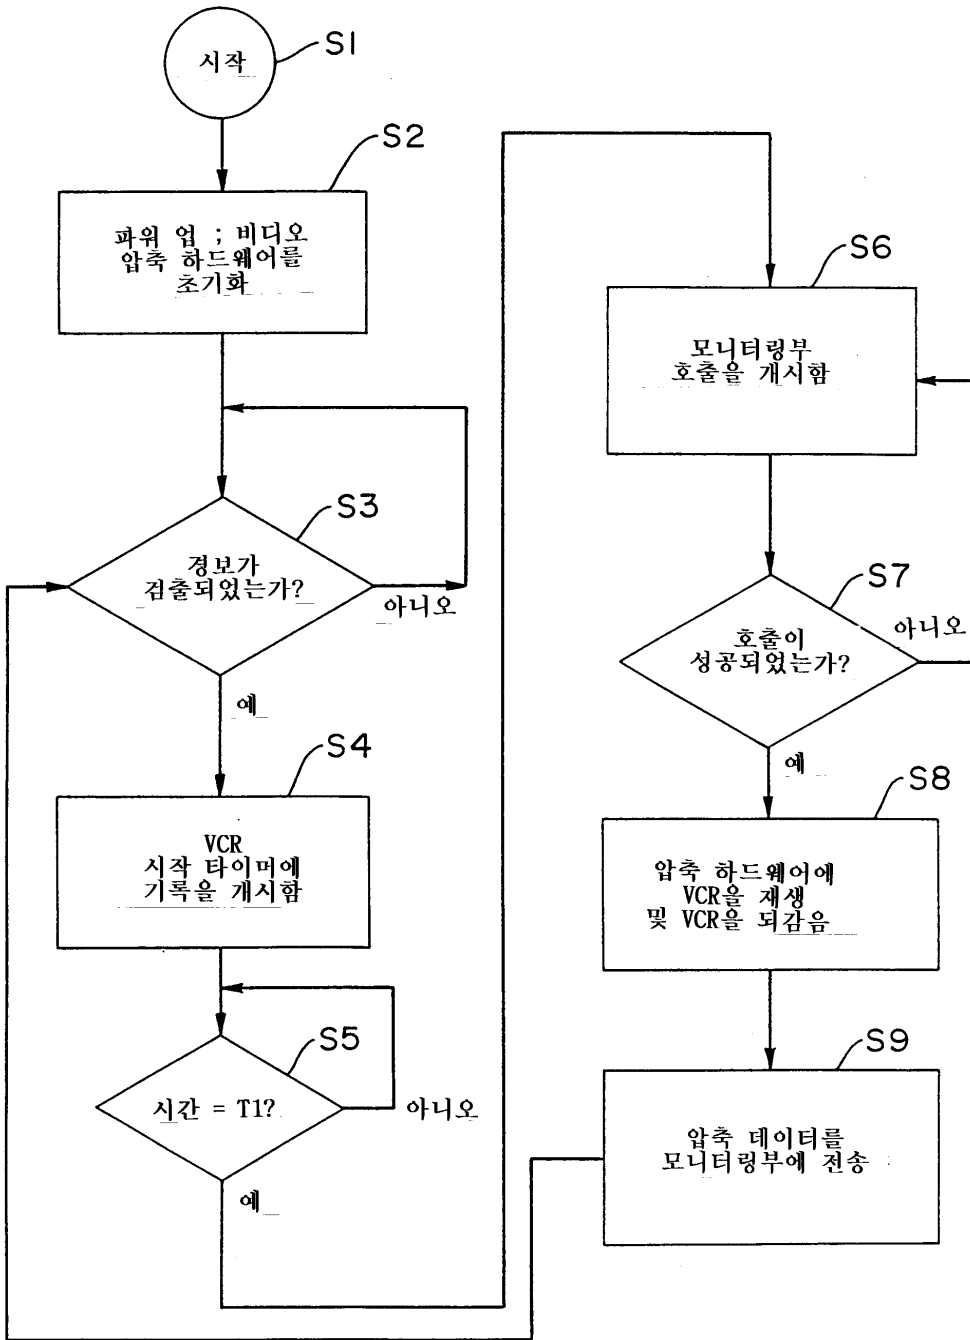 시작
S1
S2
파워 업 ; 비디오
압축 하드웨어를
초기화
S3
경보가
검출되었는가?
아니오
예
S4
VCR
시작 타이머에
기록을 개시함
S5
시간 = T1?
아니오
예
S6
모니터링부
호출을 개시함
S7
호출이
성공되었는가?
아니오
예
S8
압축 하드웨어에
VCR을 재생
및 VCR을 되감음
S9
압축 데이터를
모니터링부에 전송